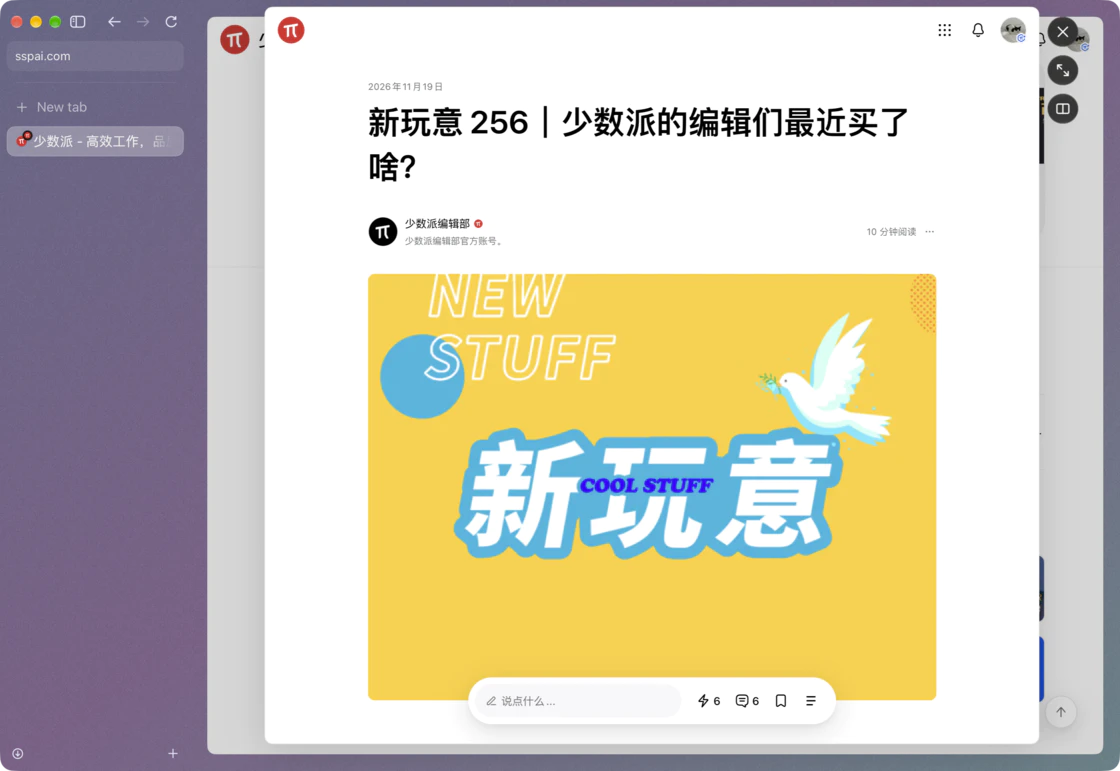 sspai.com
New tab
少数派 - 高效工作，品
2026年11月19日
新玩意 256｜少数派的编辑们最近买了
啥？
少数派编辑部
少数派编辑部官方账号。
10 分钟阅读
NEW
STUFF
新玩意
COOL STUFF
说点什么...
6
6